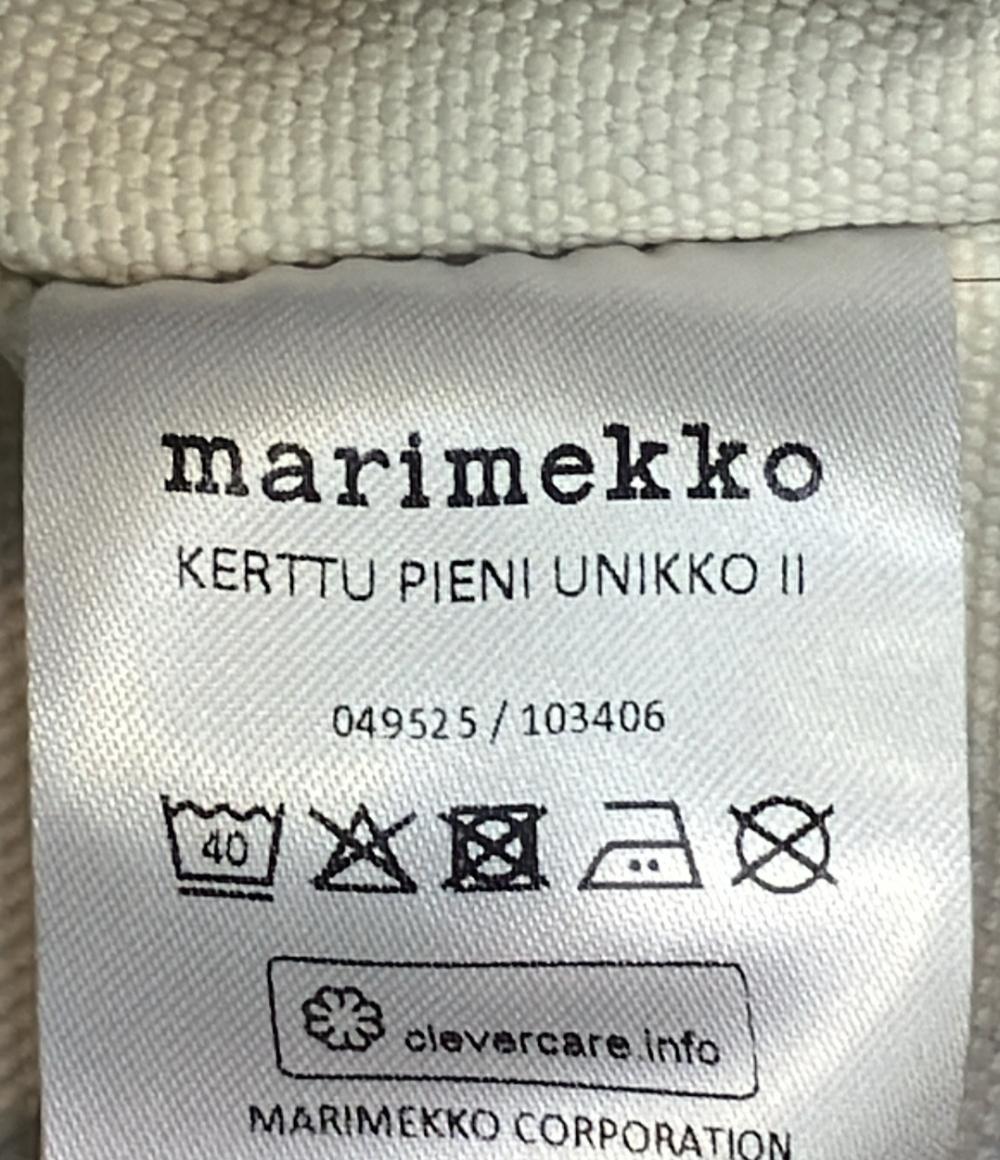 marimekko
KERTTU PIENI UNIKKO II
049525 / 103406
40
clevercare.info
MARIMEKKO CORPORATION